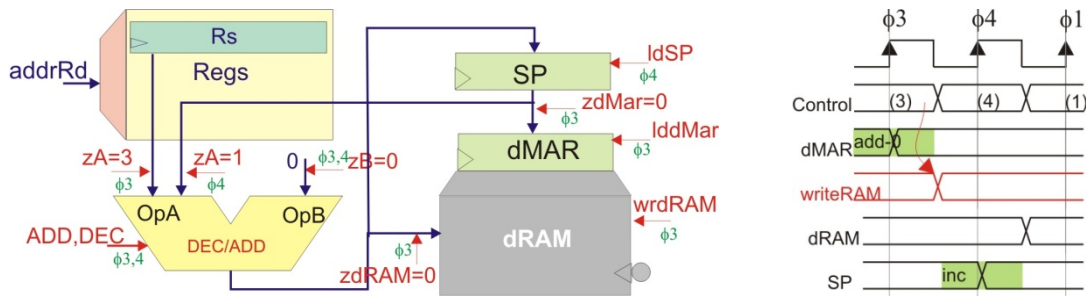 Rs
Regs
addrRd
SP
ldSP
ϕ4
zdMar=0
ϕ3
lddMar
ϕ3
dMAR
zA=3
ϕ3
zA=1
ϕ4
0
ϕ3,4
zB=0
OpA
OpB
ADD,DEC
ϕ3,4
DEC/ADD
ϕ3
zdRAM=0
dRAM
wrdRAM
ϕ3
ϕ3 ϕ4 ϕ1
Control (3) (4) (1)
dMAR add-0
writeRAM
dRAM
SP inc